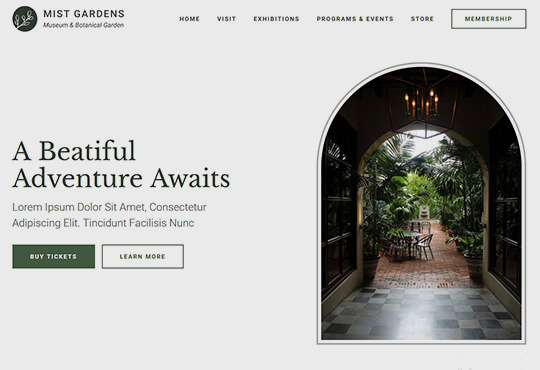 MIST GARDENS
Museum & Botanical Garden
HOME VISIT EXHIBITIONS PROGRAMS & EVENTS STORE MEMBERSHIP
A Beatiful
Adventure Awaits
Lorem Ipsum Dolor Sit Amet, Consectetur
Adipiscing Elit. Tincidunt Facilisis Nunc
BUY TICKETS LEARN MORE